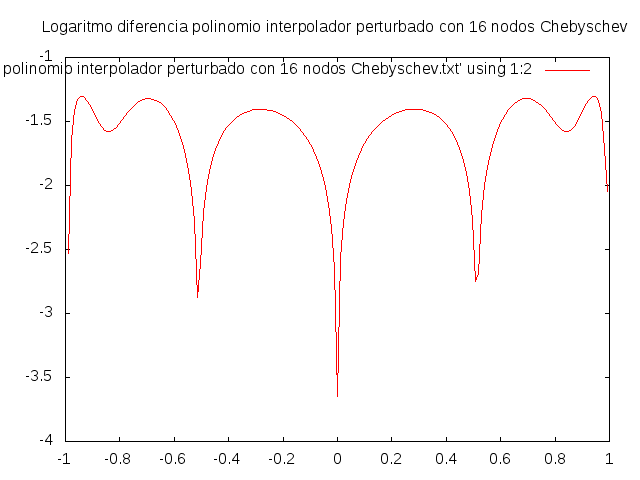 Logaritmo diferencia polinomio interpolador perturbado con 16 nodos Chebyschev
polinomio interpolador perturbado con 16 nodos Chebyschev.txt' using 1:2
-1
-1.5
-2
-2.5
-3
-3.5
-4
-1 -0.8 -0.6 -0.4 -0.2 0 0.2 0.4 0.6 0.8 1